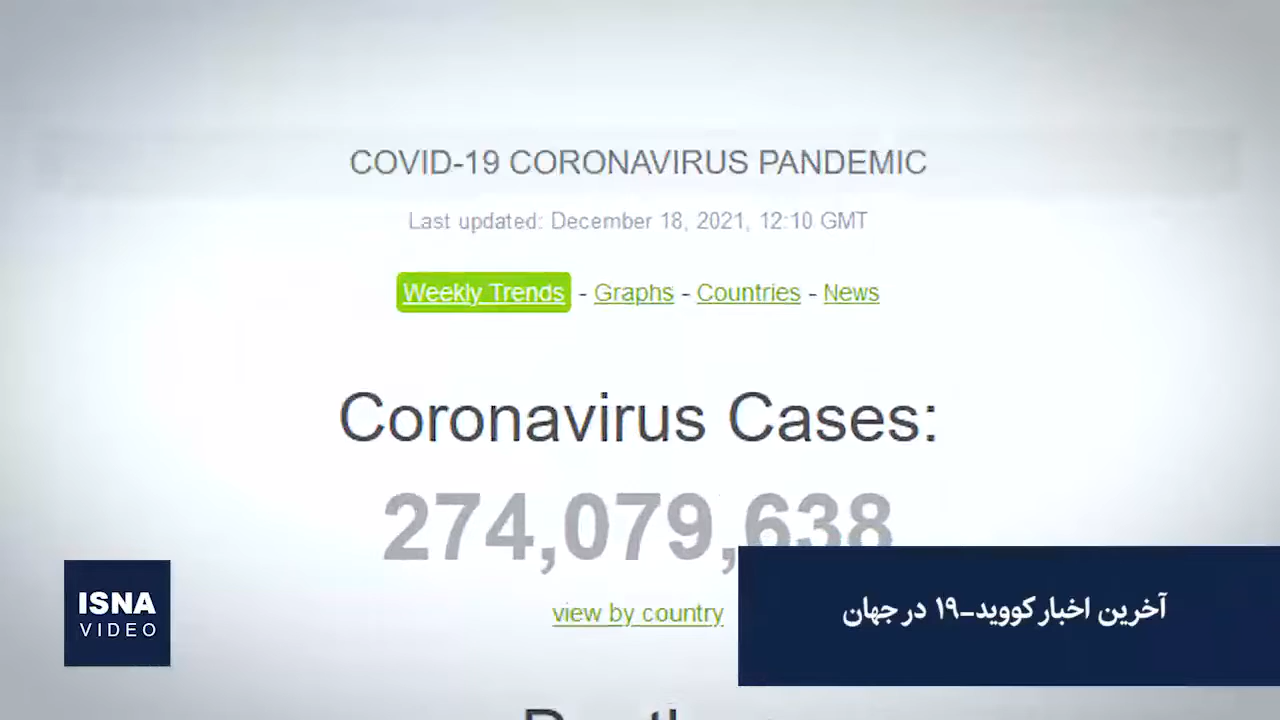 COVID-19 CORONAVIRUS PANDEMIC
Last updated: December 18, 2021, 12:10 GMT
Weekly Trends - Graphs - Countries - News
Coronavirus Cases:
274,079,638
view by country
آخرین اخبار کووید-۱۹ در جهان
ISNA
VIDEO